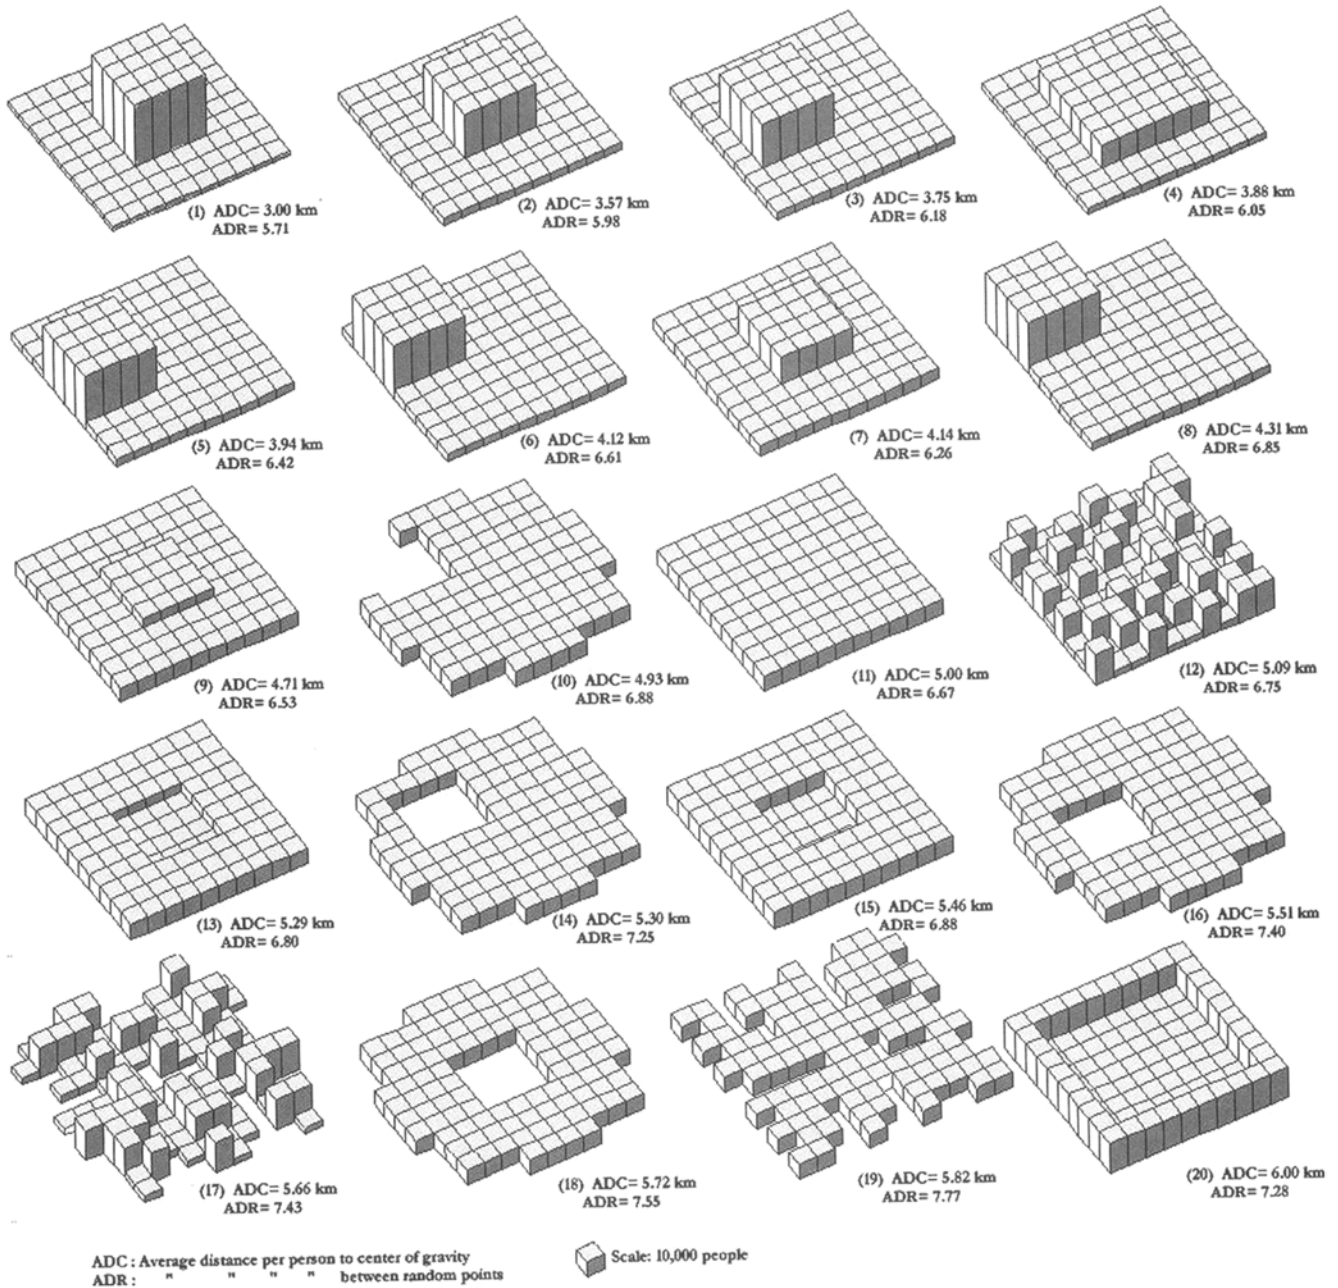 (1) ADC= 3.00 km
ADR= 5.71
(2) ADC= 3.57 km
ADR= 5.98
(3) ADC= 3.75 km
ADR= 6.18
(4) ADC= 3.88 km
ADR= 6.05
(5) ADC= 3.94 km
ADR= 6.42
(6) ADC= 4.12 km
ADR= 6.61
(7) ADC= 4.14 km
ADR= 6.26
(8) ADC= 4.31 km
ADR= 6.85
(9) ADC= 4.71 km
ADR= 6.53
(10) ADC= 4.93 km
ADR= 6.88
(11) ADC= 5.00 km
ADR= 6.67
(12) ADC= 5.09 km
ADR= 6.75
(13) ADC= 5.29 km
ADR= 6.80
(14) ADC= 5.30 km
ADR= 7.25
(15) ADC= 5.46 km
ADR= 6.88
(16) ADC= 5.51 km
ADR= 7.40
(17) ADC= 5.66 km
ADR= 7.43
(18) ADC= 5.72 km
ADR= 7.55
(19) ADC= 5.82 km
ADR= 7.77
(20) ADC= 6.00 km
ADR= 7.28
ADC : Average distance per person to center of gravity
ADR : " " " " between random points
Scale: 10,000 people